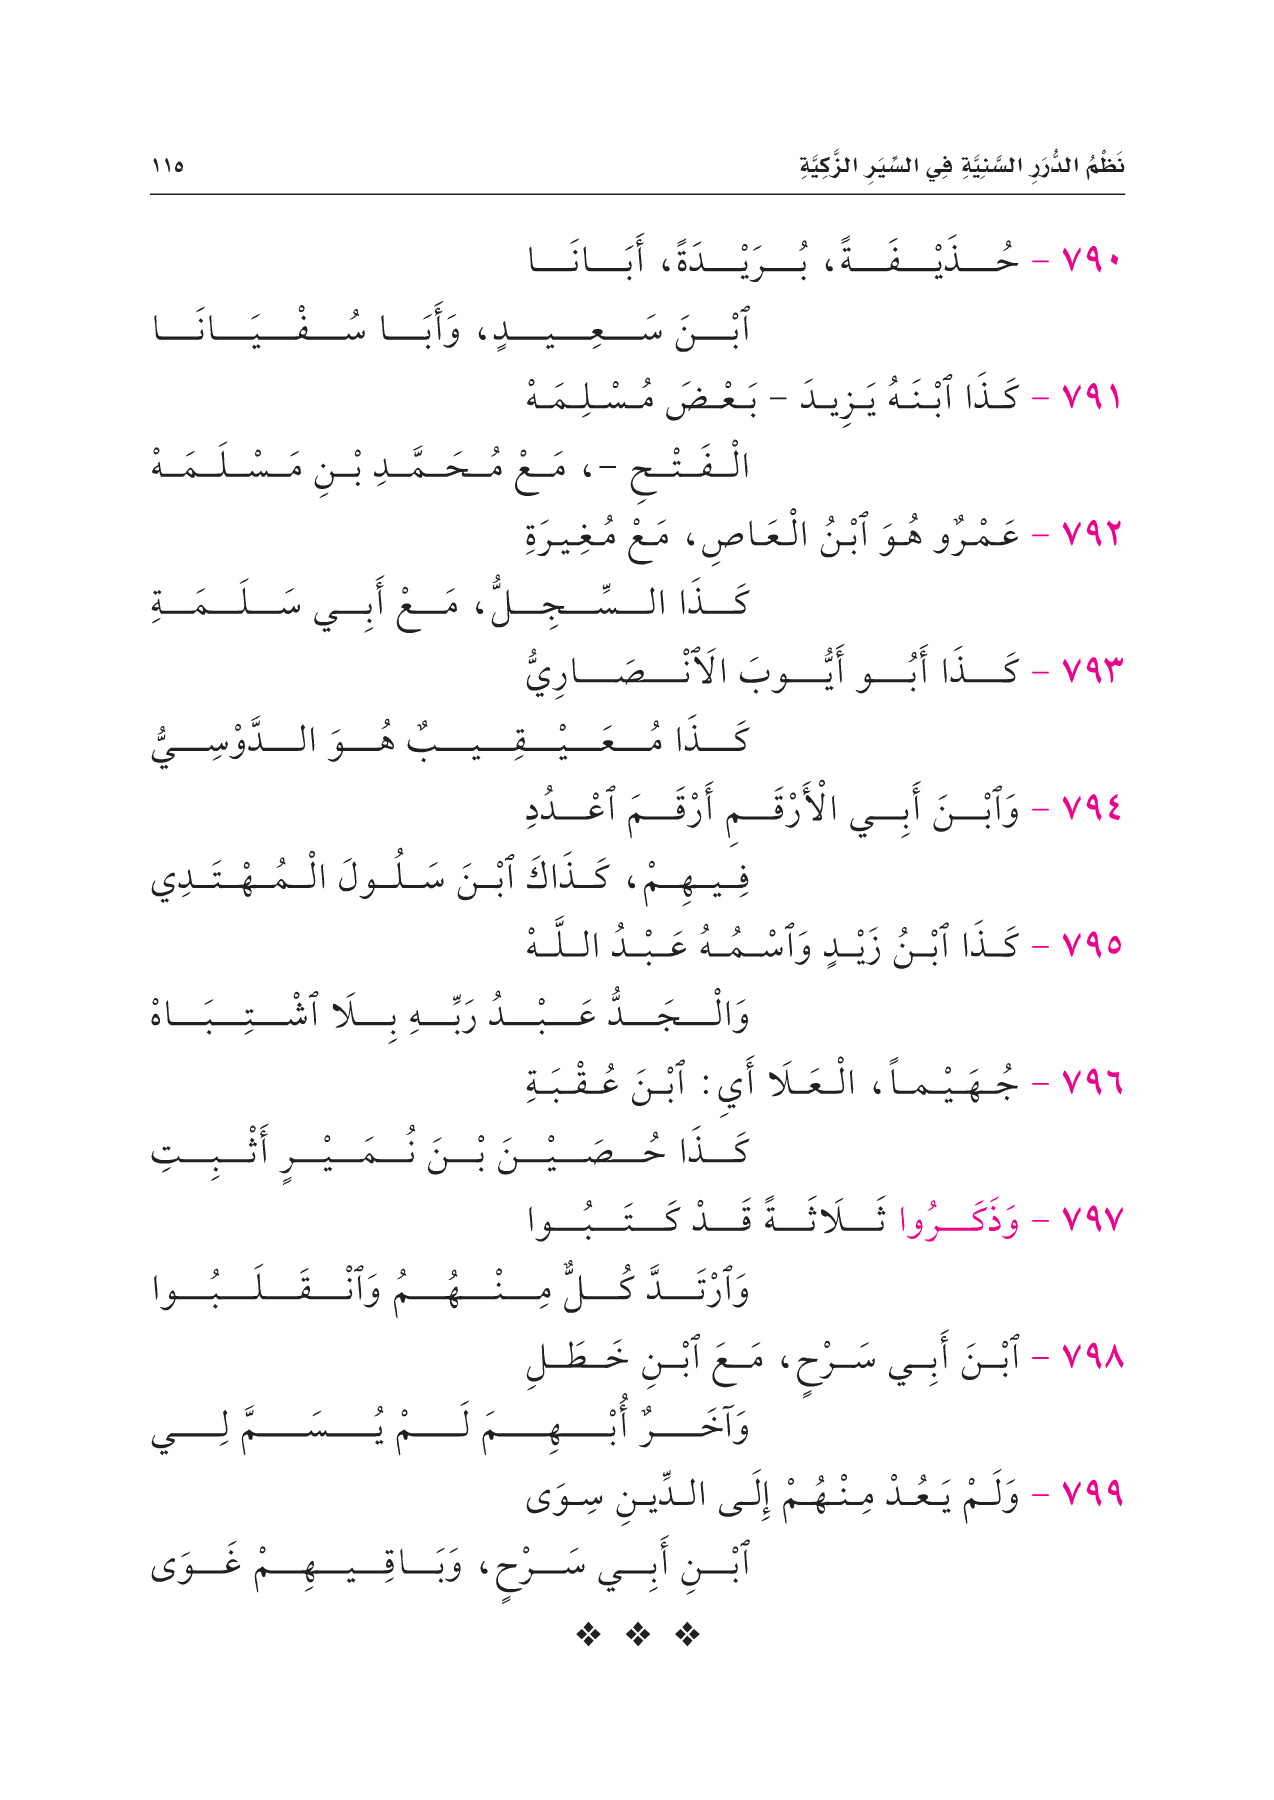 نَظْمُ الدُّرَرِ السَّنِيَّةِ فِي السِّيَرِ الزَّكِيَّةِ ١١٥
٧٩٠ - حُذَيْفَةً، بُرَيْدَةً، أَبَانَا
ٱبْنَ سَعِيدٍ، وَأَبَا سُفْيَانَا
٧٩١ - كَذَا ٱبْنَهُ يَزِيدَ - بَعْضَ مُسْلِمَهْ
الْفَتْحِ -، مَعْ مُحَمَّدِ بْنِ مَسْلَمَهْ
٧٩٢ - عَمْرٌو هُوَ ٱبْنُ الْعَاصِ، مَعْ مُغِيرَةِ
كَذَا السِّجِلُّ، مَعْ أَبِي سَلَمَةِ
٧٩٣ - كَذَا أَبُو أَيُّوبَ الَٱنْصَارِيُّ
كَذَا مُعَيْقِيبٌ هُوَ الدَّوْسِيُّ
٧٩٤ - وَٱبْنَ أَبِي الْأَرْقَمِ أَرْقَمَ ٱعْدُدِ
فِيهِمْ، كَذَاكَ ٱبْنَ سَلُولَ الْمُهْتَدِي
٧٩٥ - كَذَا ٱبْنُ زَيْدٍ وَٱسْمُهُ عَبْدُ اللَّهْ
وَالْجَدُّ عَبْدُ رَبِّهِ بِلَا ٱشْتِبَاهْ
٧٩٦ - جُهَيْماً، الْعَلَا أَيِ: ٱبْنَ عُقْبَةِ
كَذَا حُصَيْنَ بْنَ نُمَيْرٍ أَثْبِتِ
٧٩٧ - وَذَكَرُوا ثَلَاثَةً قَدْ كَتَبُوا
وَٱرْتَدَّ كُلٌّ مِنْهُمُ وَٱنْقَلَبُوا
٧٩٨ - ٱبْنَ أَبِي سَرْحٍ، مَعَ ٱبْنِ خَطَلِ
وَآخَرٌ أُبْهِمَ لَمْ يُسَمَّ لِي
٧٩٩ - وَلَمْ يَعُدْ مِنْهُمْ إِلَى الدِّينِ سِوَى
ٱبْنِ أَبِي سَرْحٍ، وَبَاقِيهِمْ غَوَى